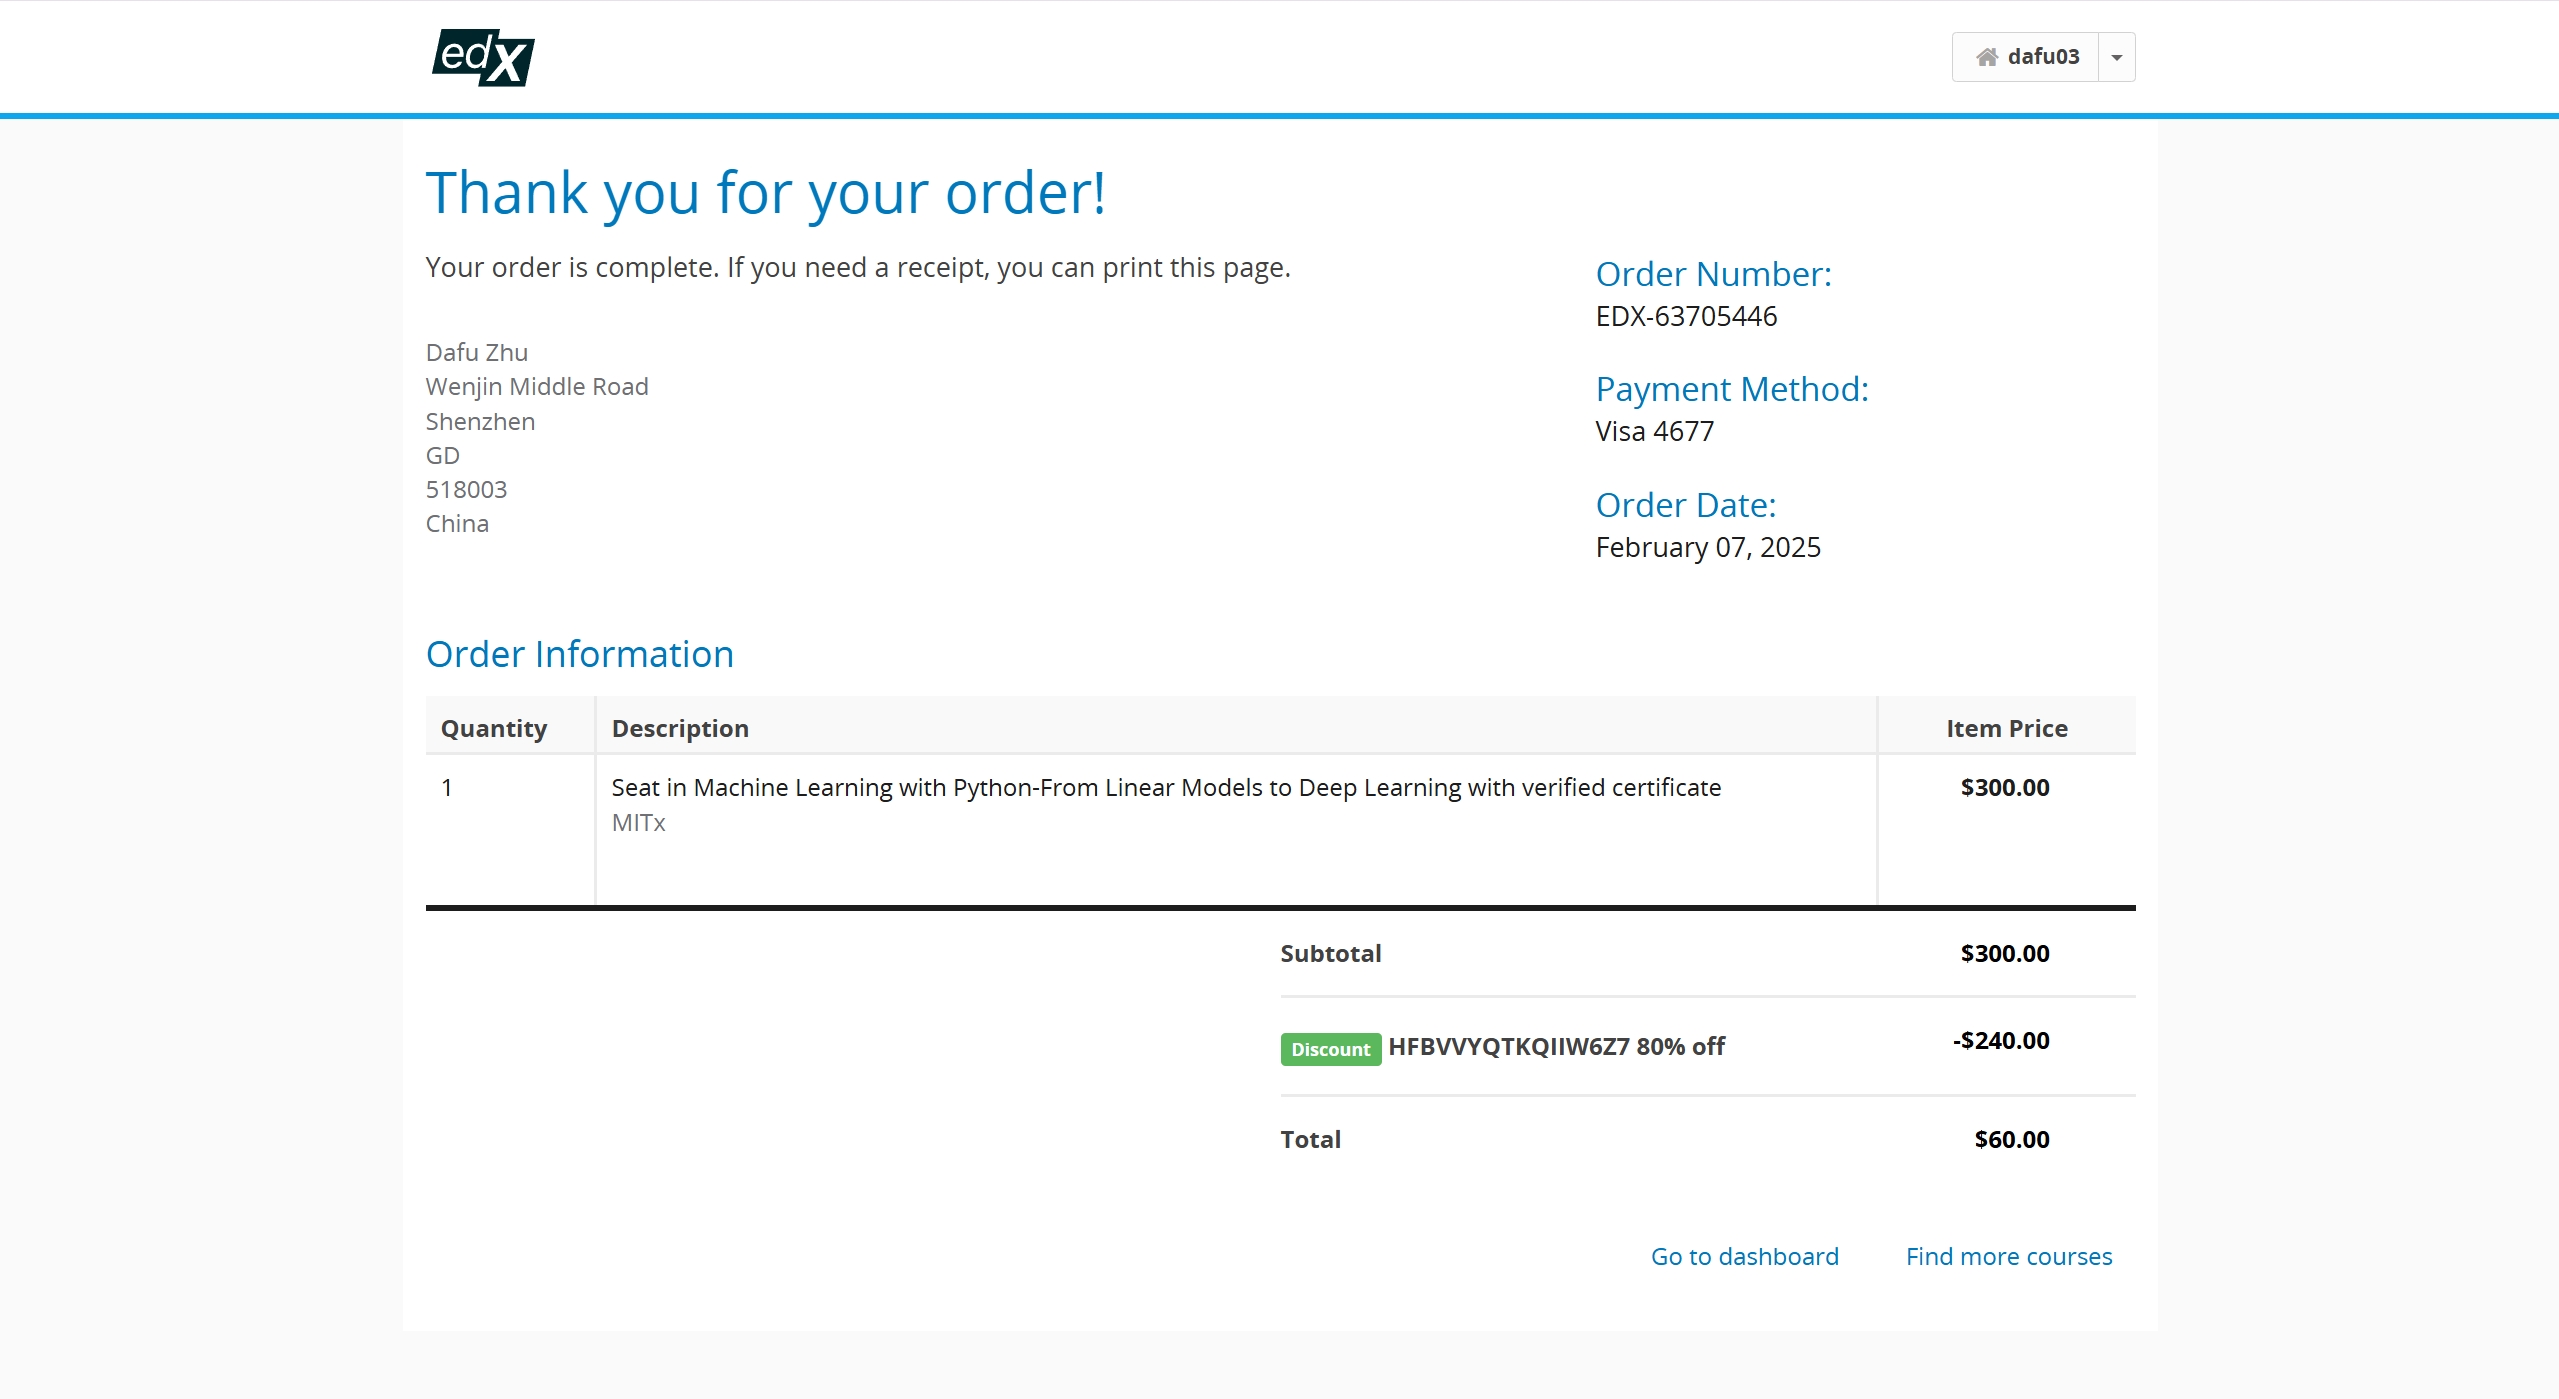 edX
dafu03
Thank you for your order!
Your order is complete. If you need a receipt, you can print this page.
Dafu Zhu
Wenjin Middle Road
Shenzhen
GD
518003
China
Order Number:
EDX-63705446
Payment Method:
Visa 4677
Order Date:
February 07, 2025
Order Information
Quantity Description Item Price
1 Seat in Machine Learning with Python-From Linear Models to Deep Learning with verified certificate $300.00
MITx
Subtotal $300.00
Discount HFBVVYQTKQIIW6Z7 80% off -$240.00
Total $60.00
Go to dashboard Find more courses